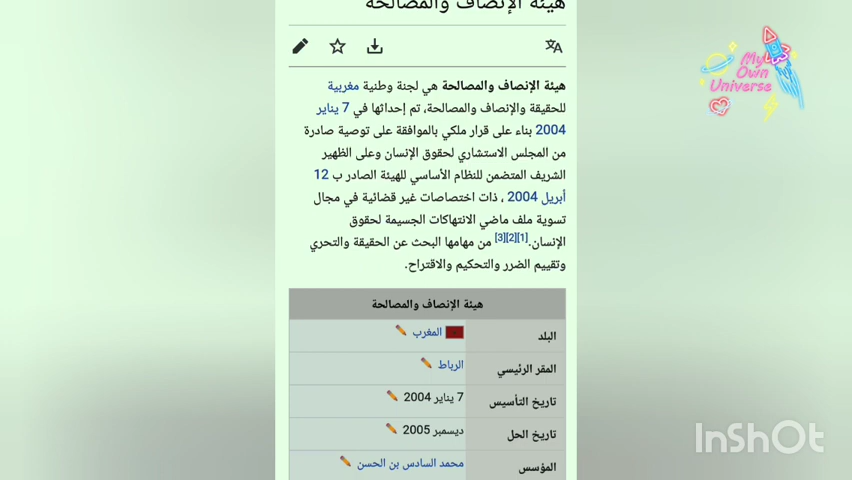 هيئة الإنصاف والمصالحة
هيئة الإنصاف والمصالحة هي لجنة وطنية مغربية
للحقيقة والإنصاف والمصالحة، تم إحداثها في 7 يناير
2004 بناء على قرار ملكي بالموافقة على توصية صادرة
من المجلس الاستشاري لحقوق الإنسان وعلى الظهير
الشريف المتضمن للنظام الأساسي للهيئة الصادر ب 12
أبريل 2004 ، ذات اختصاصات غير قضائية في مجال
تسوية ملف ماضي الانتهاكات الجسيمة لحقوق
الإنسان.[1][2][3] من مهامها البحث عن الحقيقة والتحري
وتقييم الضرر والتحكيم والاقتراح.
هيئة الإنصاف والمصالحة
البلد المغرب
المقر الرئيسي الرباط
تاريخ التأسيس 7 يناير 2004
تاريخ الحل ديسمبر 2005
المؤسس محمد السادس بن الحسن
My
Own
Universe
InShOt